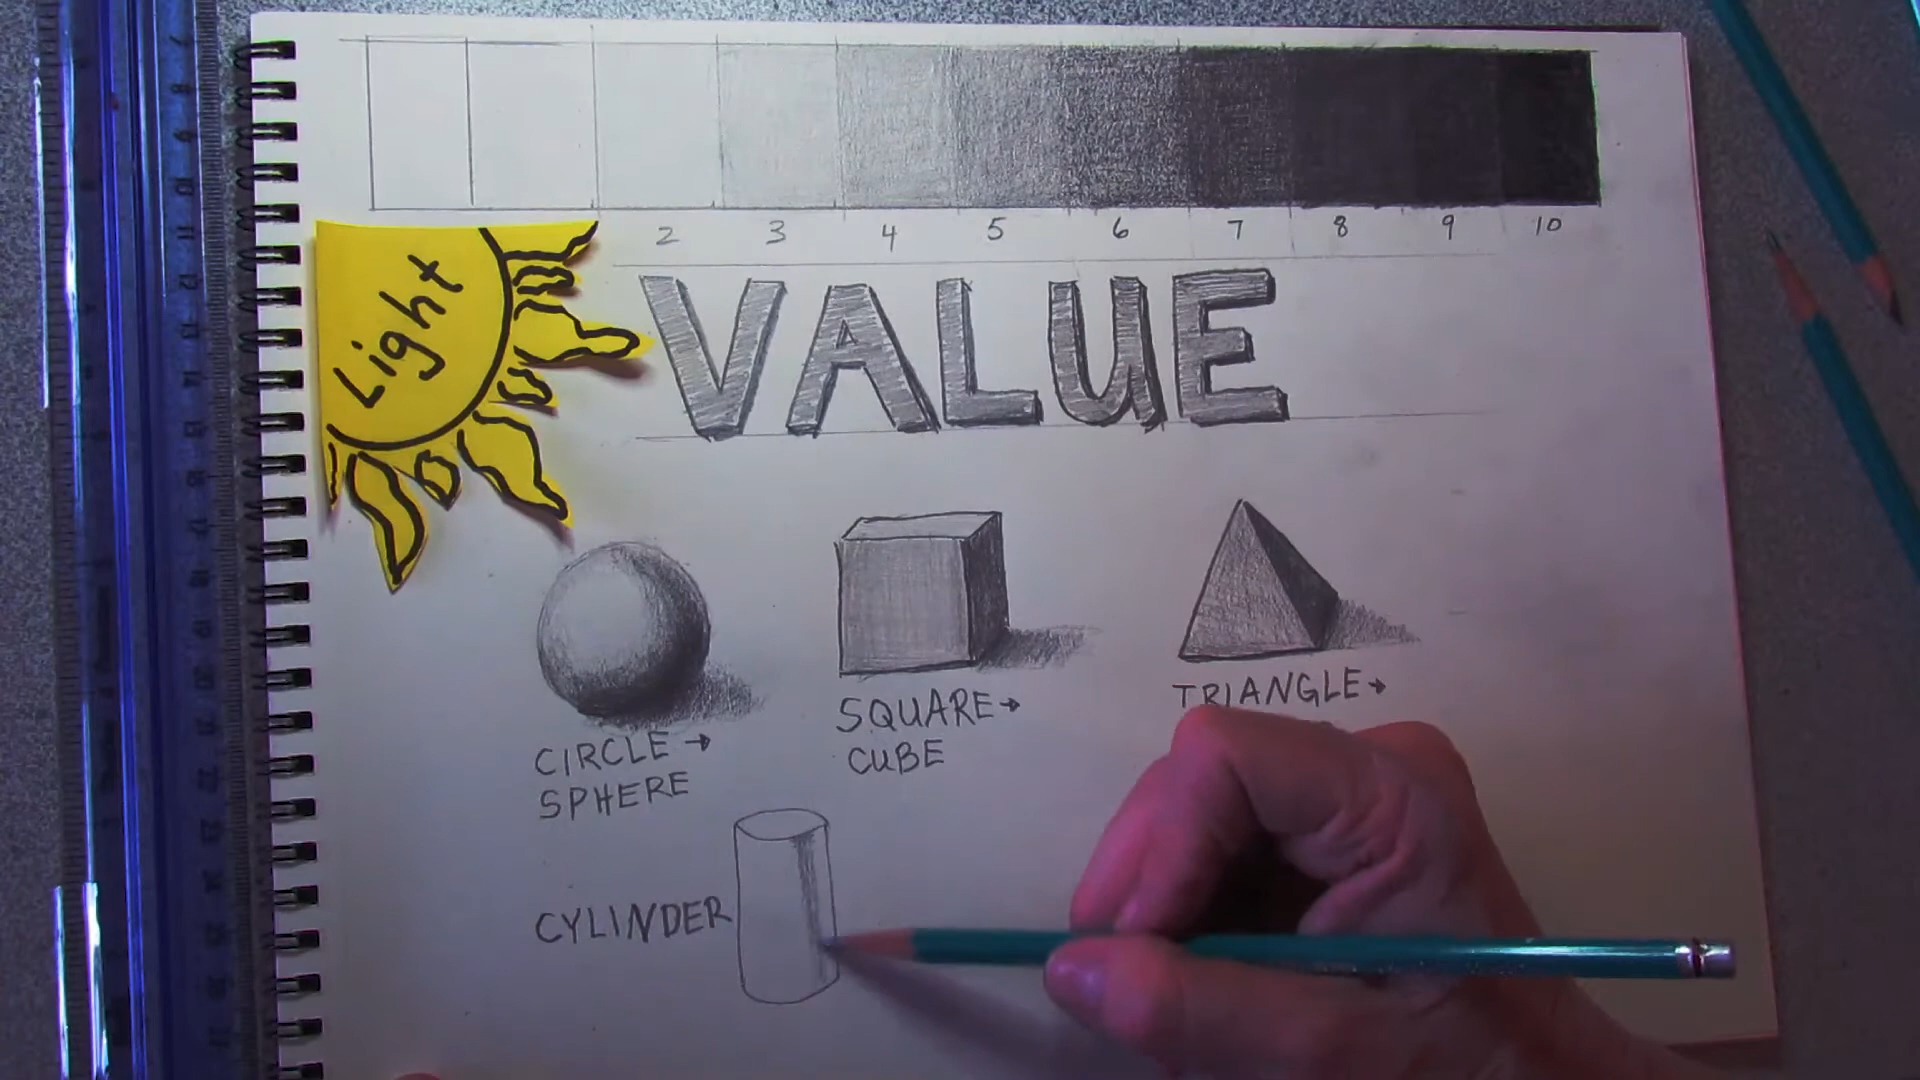 2 3 4 5 6 7 8 9 10
Light
VALUE
CIRCLE →
SPHERE
SQUARE →
CUBE
TRIANGLE →
CYLINDER